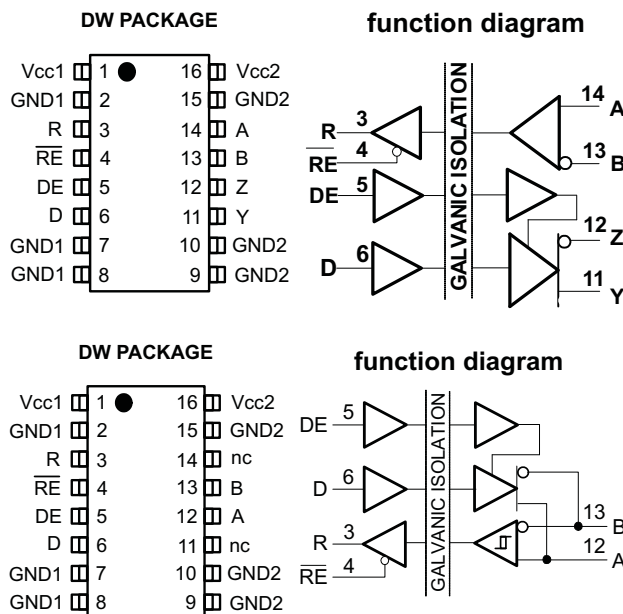 DW PACKAGE
function diagram
Vcc1 1 16 Vcc2
GND1 2 15 GND2
R 3 14 A
RE 4 13 B
DE 5 12 Z
D 6 11 Y
GND1 7 10 GND2
GND1 8 9 GND2
GALVANIC ISOLATION
R 3
RE 4
DE 5
D 6
14 A
13 B
12 Z
11 Y
DW PACKAGE
function diagram
Vcc1 1 16 Vcc2
GND1 2 15 GND2
R 3 14 nc
RE 4 13 B
DE 5 12 A
D 6 11 nc
GND1 7 10 GND2
GND1 8 9 GND2
GALVANIC ISOLATION
DE 5
D 6
R 3
RE 4
13 B
12 A